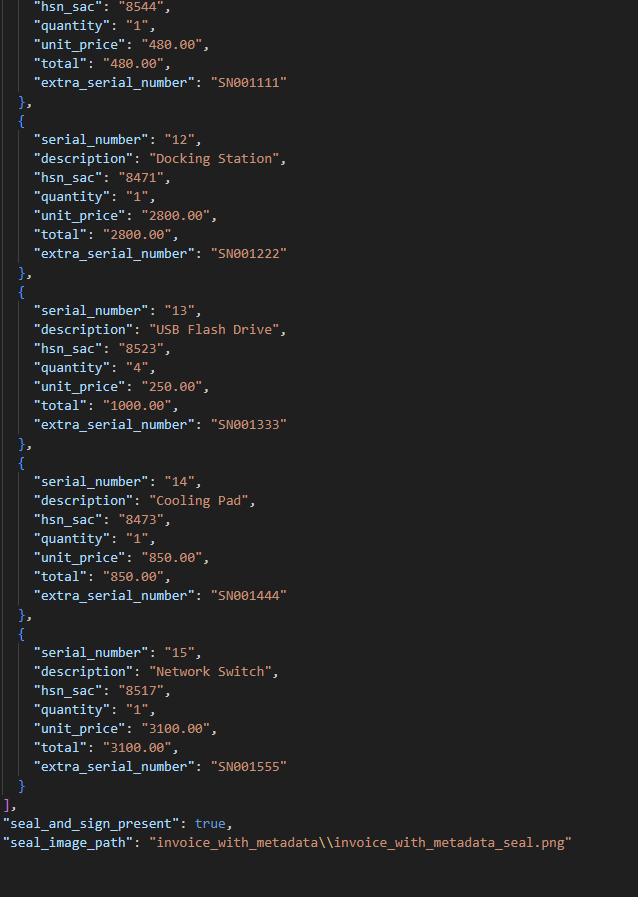 "hsn_sac": "8544",
"quantity": "1",
"unit_price": "480.00",
"total": "480.00",
"extra_serial_number": "SN001111"
},
{
"serial_number": "12",
"description": "Docking Station",
"hsn_sac": "8471",
"quantity": "1",
"unit_price": "2800.00",
"total": "2800.00",
"extra_serial_number": "SN001222"
},
{
"serial_number": "13",
"description": "USB Flash Drive",
"hsn_sac": "8523",
"quantity": "4",
"unit_price": "250.00",
"total": "1000.00",
"extra_serial_number": "SN001333"
},
{
"serial_number": "14",
"description": "Cooling Pad",
"hsn_sac": "8473",
"quantity": "1",
"unit_price": "850.00",
"total": "850.00",
"extra_serial_number": "SN001444"
},
{
"serial_number": "15",
"description": "Network Switch",
"hsn_sac": "8517",
"quantity": "1",
"unit_price": "3100.00",
"total": "3100.00",
"extra_serial_number": "SN001555"
}
],
"seal_and_sign_present": true,
"seal_image_path": "invoice_with_metadata\\invoice_with_metadata_seal.png"